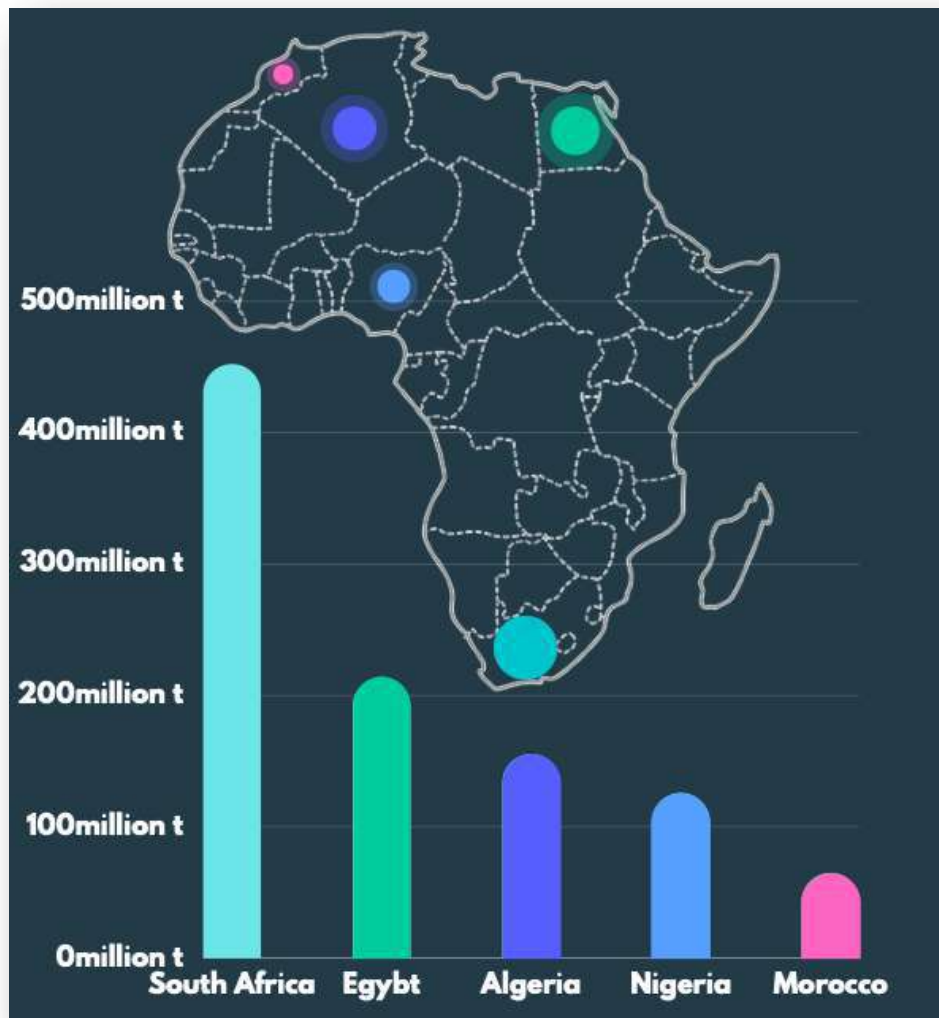 500million t
400million t
300million t
200million t
100million t
0million t
South Africa
Egybt
Algeria
Nigeria
Morocco